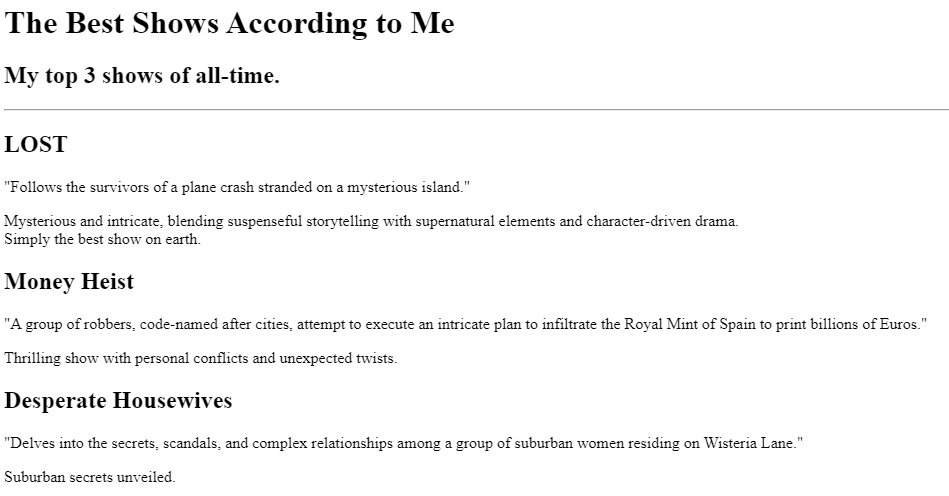 The Best Shows According to Me
My top 3 shows of all-time.
LOST
"Follows the survivors of a plane crash stranded on a mysterious island."
Mysterious and intricate, blending suspenseful storytelling with supernatural elements and character-driven drama.
Simply the best show on earth.
Money Heist
"A group of robbers, code-named after cities, attempt to execute an intricate plan to infiltrate the Royal Mint of Spain to print billions of Euros."
Thrilling show with personal conflicts and unexpected twists.
Desperate Housewives
"Delves into the secrets, scandals, and complex relationships among a group of suburban women residing on Wisteria Lane."
Suburban secrets unveiled.